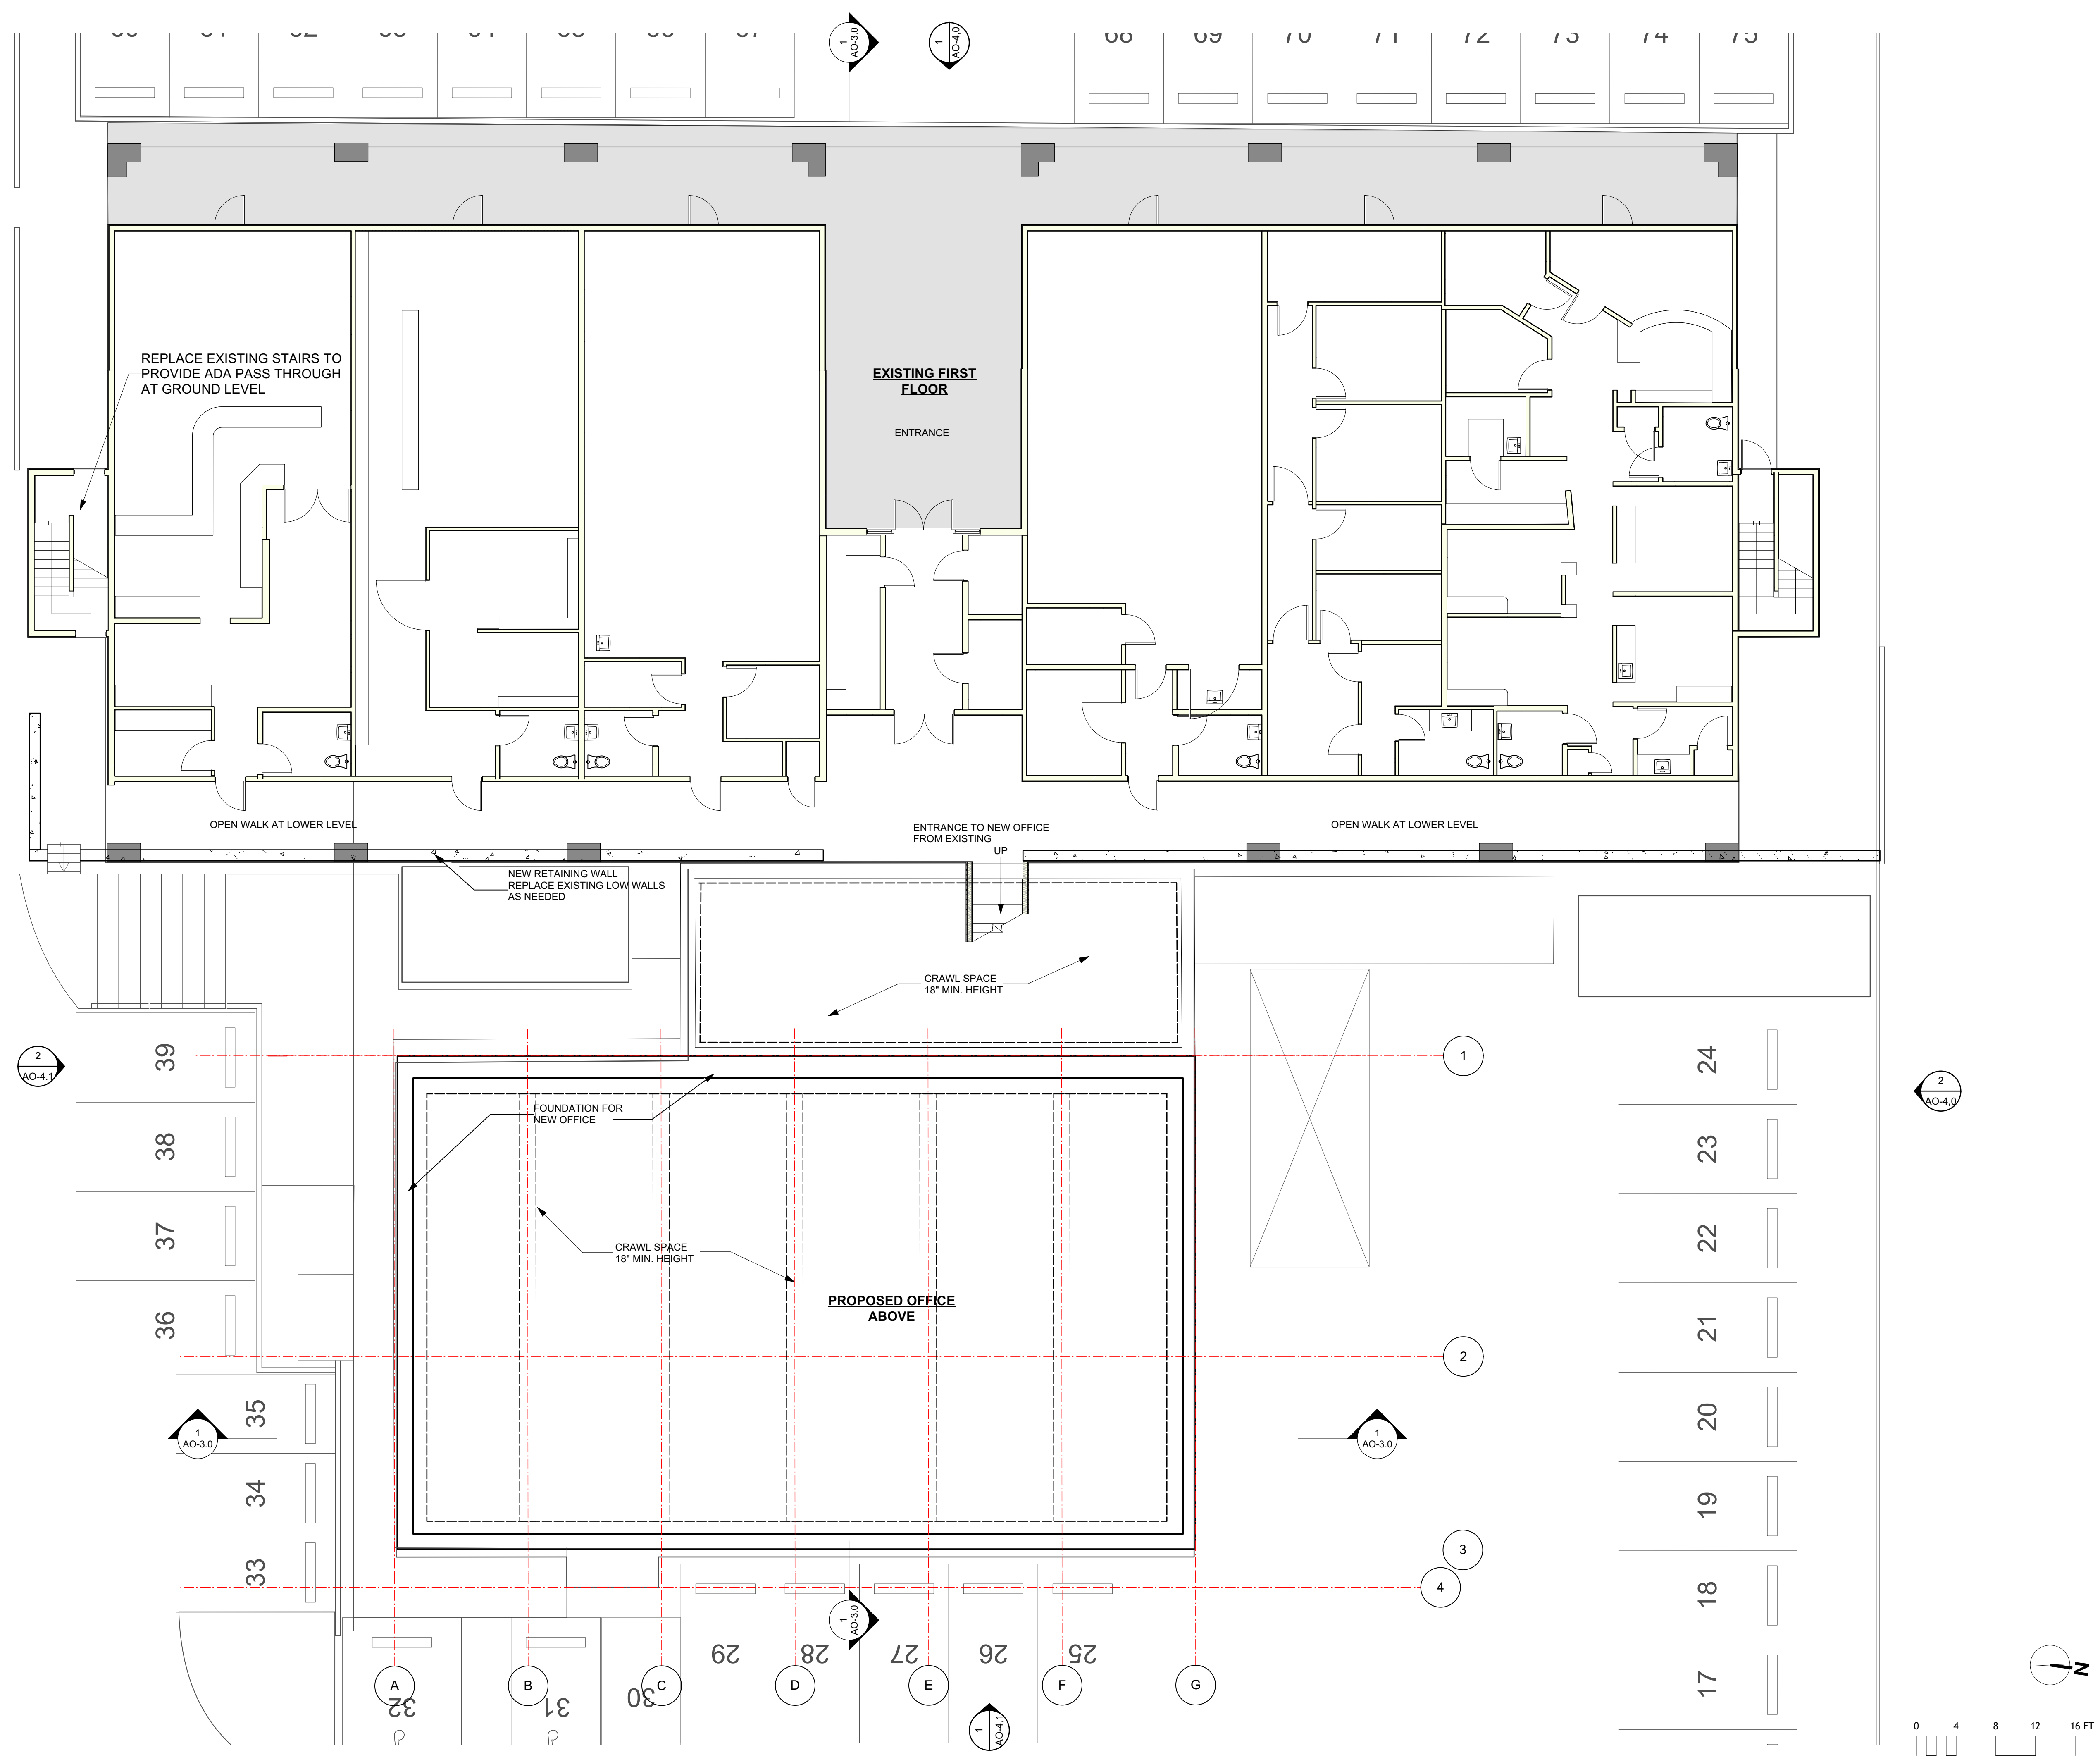 68 69 70 71 72 73 74 75
1
AO-3.0
1
AO-4,0
REPLACE EXISTING STAIRS TO
PROVIDE ADA PASS THROUGH
AT GROUND LEVEL
EXISTING FIRST
FLOOR
ENTRANCE
OPEN WALK AT LOWER LEVEL
ENTRANCE TO NEW OFFICE
FROM EXISTING
UP
OPEN WALK AT LOWER LEVEL
NEW RETAINING WALL
REPLACE EXISTING LOW WALLS
AS NEEDED
CRAWL SPACE
18" MIN. HEIGHT
2
AO-4.1
39
38
37
36
35
34
33
1
2
3
4
24
23
22
21
20
19
18
17
2
AO-4,0
FOUNDATION FOR
NEW OFFICE
CRAWL SPACE
18" MIN. HEIGHT
PROPOSED OFFICE
ABOVE
1
AO-3.0
1
AO-3.0
1
AO-3.0
29 28 27 26 25
A B C D E F G
32 31 30
1
AO-4,1
N
0 4 8 12 16 FT